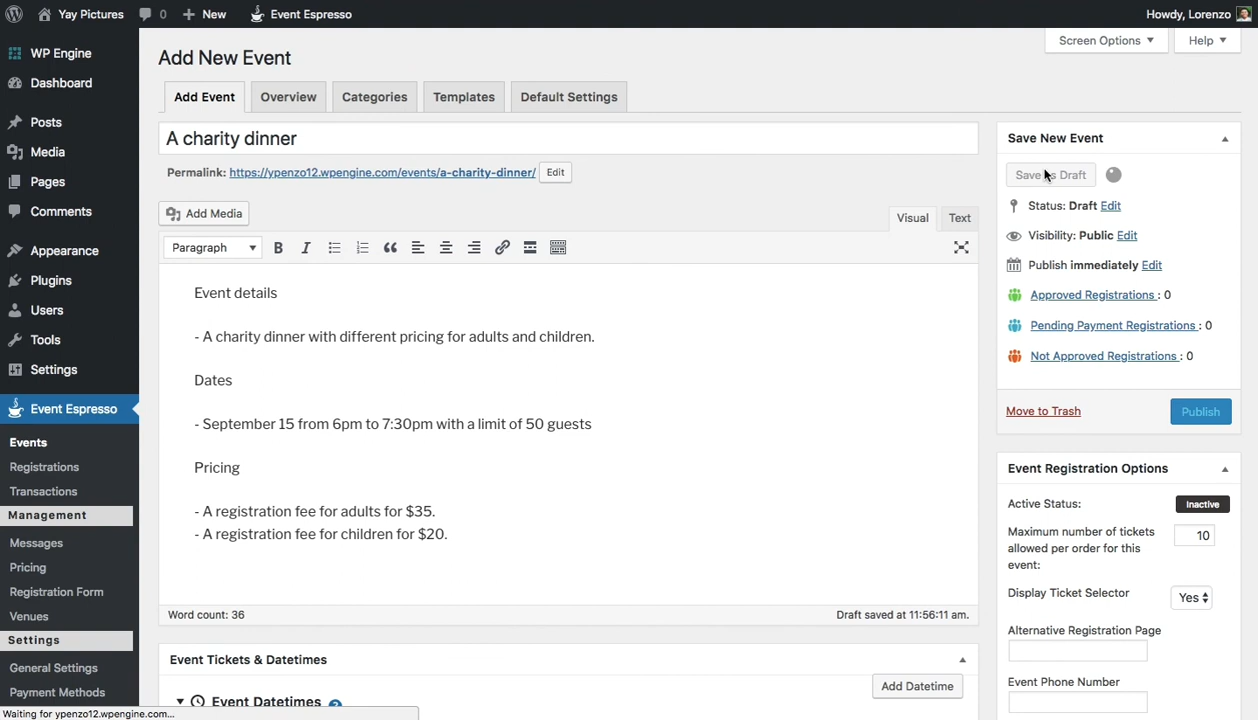 Yay Pictures 0 New Event Espresso Howdy, Lorenzo
Screen Options Help
WP Engine
Dashboard
Posts
Media
Pages
Comments
Appearance
Plugins
Users
Tools
Settings
Event Espresso
Events
Registrations
Transactions
Management
Messages
Pricing
Registration Form
Venues
Settings
General Settings
Payment Methods
Waiting for ypenzo12.wpengine.com...
Add New Event
Add Event Overview Categories Templates Default Settings
A charity dinner
Permalink: https://ypenzo12.wpengine.com/events/a-charity-dinner/ Edit
Add Media Visual Text
Paragraph B I
Event details
- A charity dinner with different pricing for adults and children.
Dates
- September 15 from 6pm to 7:30pm with a limit of 50 guests
Pricing
- A registration fee for adults for $35.
- A registration fee for children for $20.
Word count: 36 Draft saved at 11:56:11 am.
Event Tickets & Datetimes
Add Datetime
Event Datetimes ?
Save New Event
Save as Draft
Status: Draft Edit
Visibility: Public Edit
Publish immediately Edit
Approved Registrations : 0
Pending Payment Registrations : 0
Not Approved Registrations : 0
Move to Trash Publish
Event Registration Options
Active Status: Inactive
Maximum number of tickets
allowed per order for this
event:
10
Display Ticket Selector Yes
Alternative Registration Page
Event Phone Number